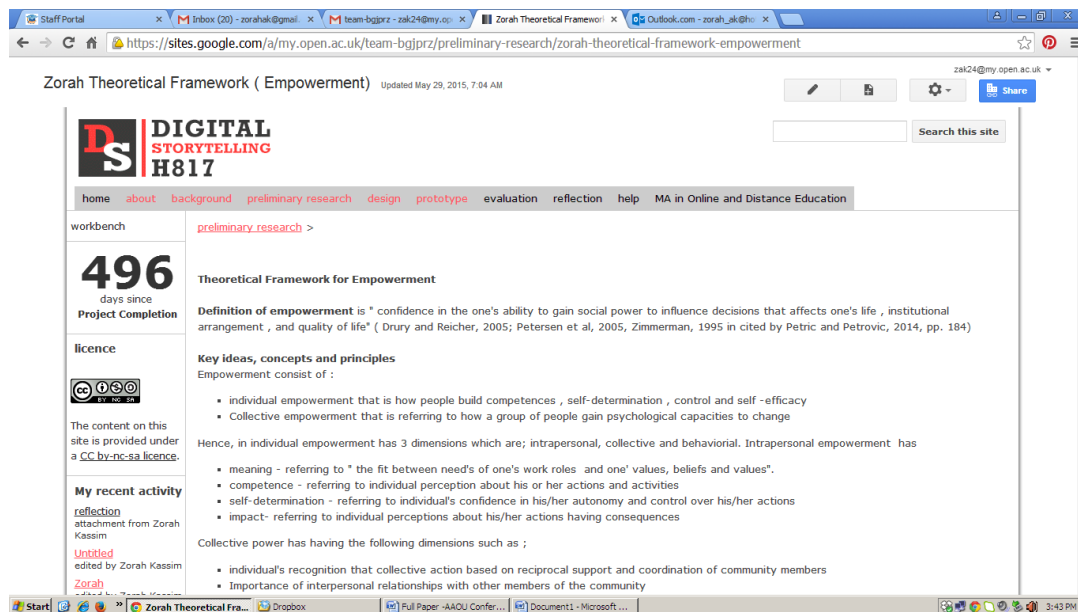 Staff Portal
Inbox (20) - zorahak@gmail.
team-bgjprz - zak24@my.op
Zorah Theoretical Framewor
Outlook.com - zorah_ak@ho
https://sites.google.com/a/my.open.ac.uk/team-bgjprz/preliminary-research/zorah-theoretical-framework-empowerment
zak24@my.open.ac.uk
Zorah Theoretical Framework ( Empowerment) Updated May 29, 2015, 7:04 AM
Share
DS
DIGITAL
STORYTELLING
H817
Search this site
home about background preliminary research design prototype evaluation reflection help MA in Online and Distance Education
workbench
496
days since
Project Completion
licence
cc BY NC SA
The content on this
site is provided under
a CC by-nc-sa licence.
My recent activity
reflection
attachment from Zorah
Kassim
Untitled
edited by Zorah Kassim
Zorah
edited by Zorah Kassim
preliminary research >
Theoretical Framework for Empowerment
Definition of empowerment is " confidence in the one's ability to gain social power to influence decisions that affects one's life , institutional
arrangement , and quality of life" ( Drury and Reicher, 2005; Petersen et al, 2005, Zimmerman, 1995 in cited by Petric and Petrovic, 2014, pp. 184)
Key ideas, concepts and principles
Empowerment consist of :
individual empowerment that is how people build competences , self-determination , control and self -efficacy
Collective empowerment that is referring to how a group of people gain psychological capacities to change
Hence, in individual empowerment has 3 dimensions which are; intrapersonal, collective and behaviorial. Intrapersonal empowerment has
meaning - referring to " the fit between need's of one's work roles and one' values, beliefs and values".
competence - referring to individual perception about his or her actions and activities
self-determination - referring to individual's confidence in his/her autonomy and control over his/her actions
impact- referring to individual perceptions about his/her actions having consequences
Collective power has having the following dimensions such as ;
individual's recognition that collective action based on reciprocal support and coordination of community members
Importance of interpersonal relationships with other members of the community
Start
Zorah Theoretical Fra...
Dropbox
Full Paper -AAOU Confer...
Document1 - Microsoft ...
3:43 PM